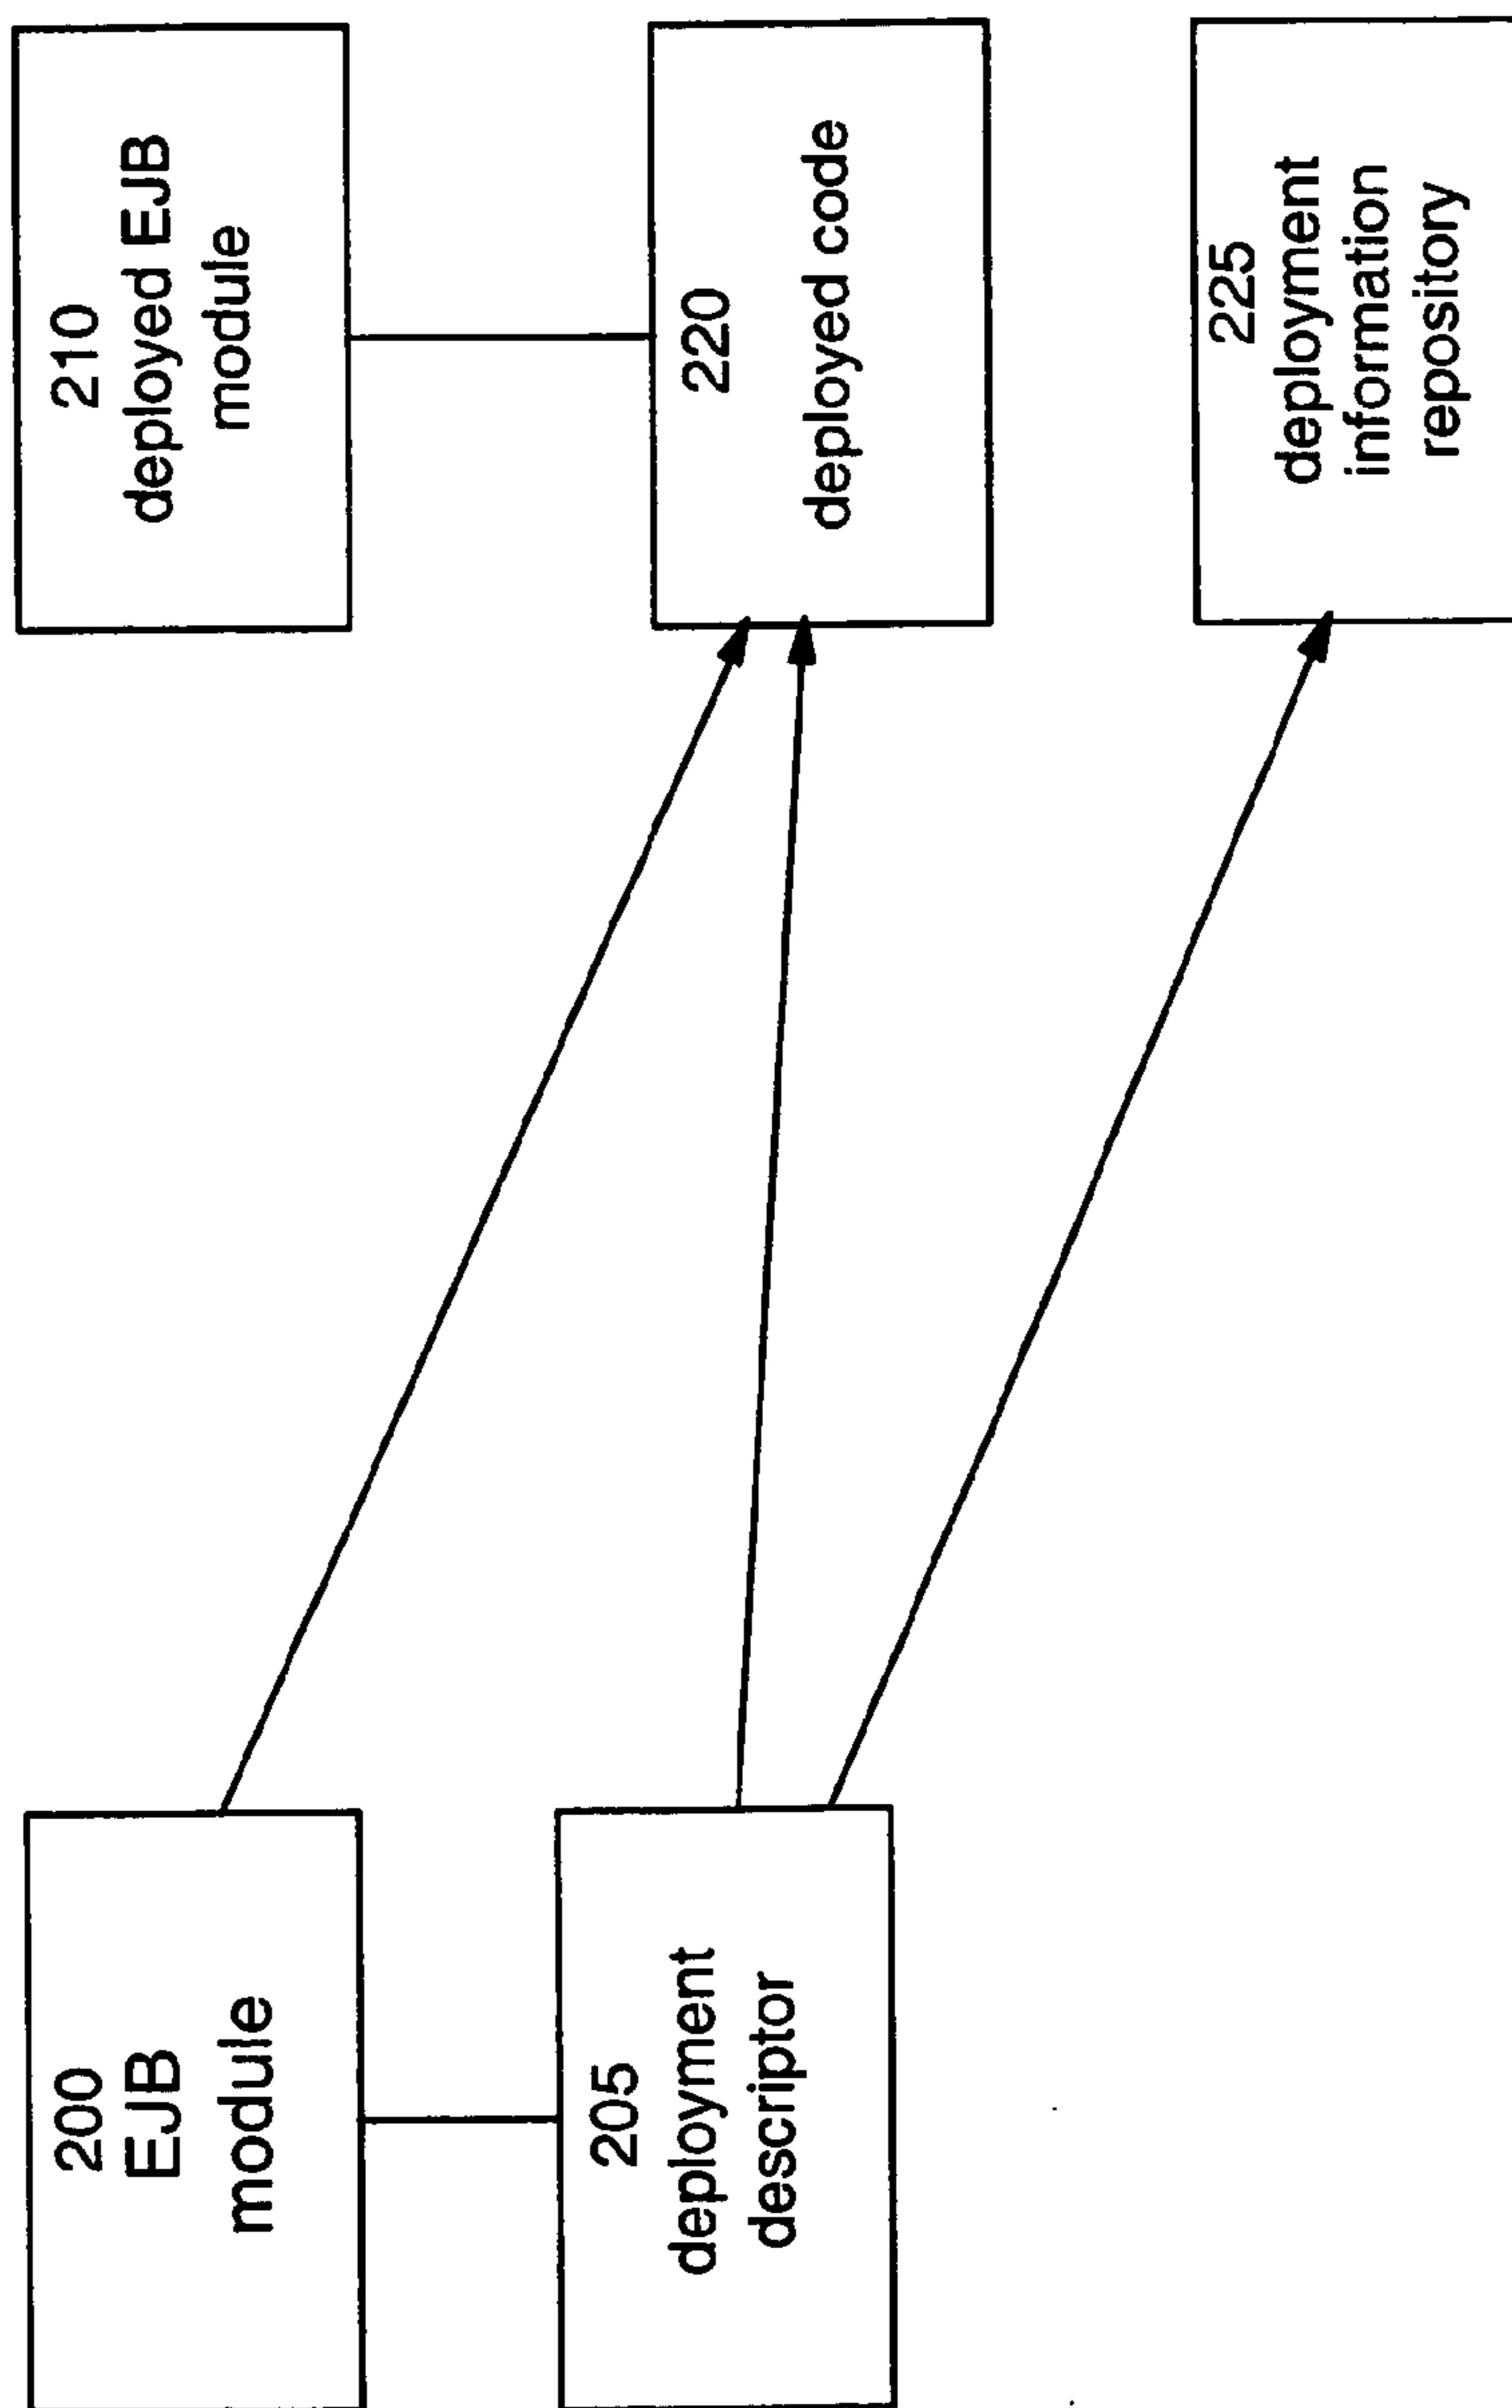 200
EJB
module
205
deployment
descriptor
210
deployed EJB
module
220
deployed code
225
deployment
information
repository